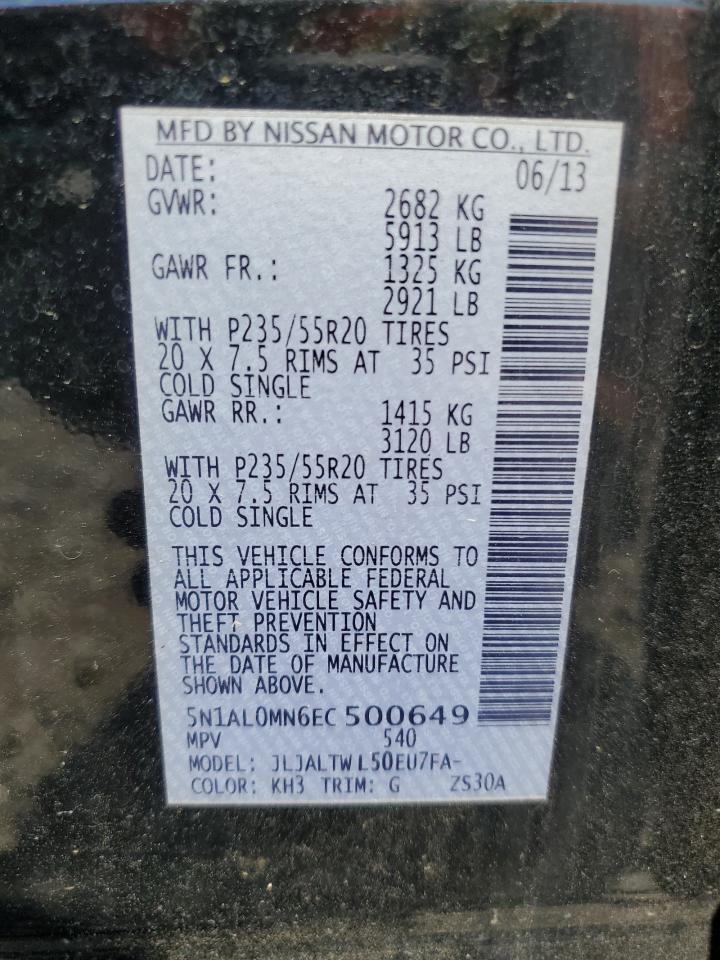 MFD BY NISSAN MOTOR CO., LTD.
DATE: 06/13
GVWR: 2682 KG
5913 LB
GAWR FR.: 1325 KG
2921 LB
WITH P235/55R20 TIRES
20 X 7.5 RIMS AT 35 PSI
COLD SINGLE
GAWR RR.: 1415 KG
3120 LB
WITH P235/55R20 TIRES
20 X 7.5 RIMS AT 35 PSI
COLD SINGLE
THIS VEHICLE CONFORMS TO
ALL APPLICABLE FEDERAL
MOTOR VEHICLE SAFETY AND
THEFT PREVENTION
STANDARDS IN EFFECT ON
THE DATE OF MANUFACTURE
SHOWN ABOVE.
5N1AL0MN6EC 500649
MPV 540
MODEL: JLJALTWL50EU7FA-
COLOR: KH3 TRIM: G ZS30A